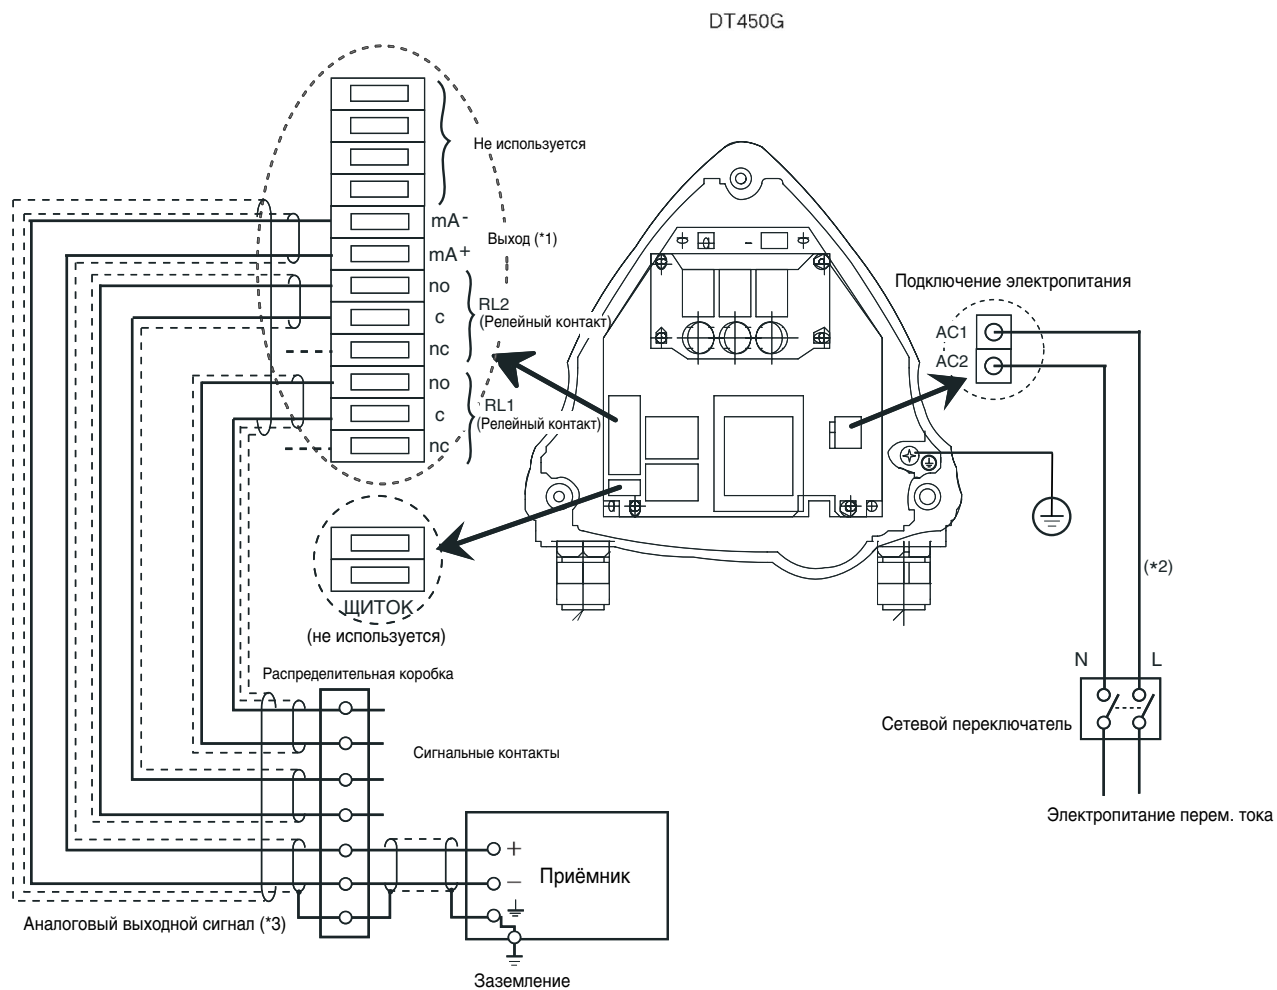 DT450G
Не используется
mA-
Выход (*1)
mA+
no
RL2
c
(Релейный контакт)
nc
no
RL1
c
(Релейный контакт)
nc
Подключение электропитания
AC1
AC2
ЩИТОК
(не используется)
(*2)
N
L
Сетевой переключатель
Электропитание перем. тока
Распределительная коробка
Сигнальные контакты
+
Приёмник
−
Аналоговый выходной сигнал (*3)
Заземление